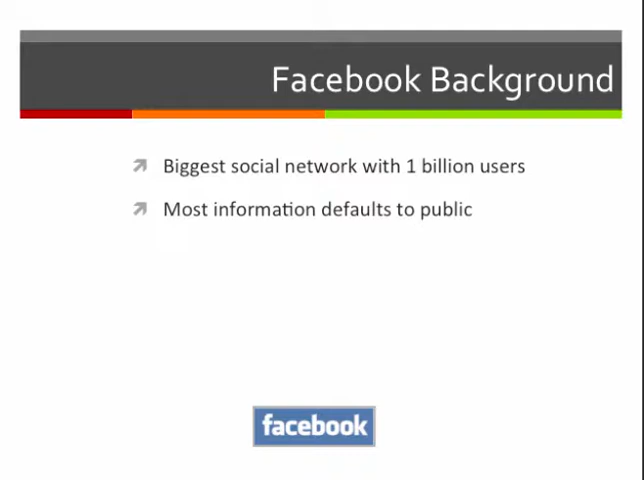 Facebook Background
Biggest social network with 1 billion users
Most information defaults to public
facebook